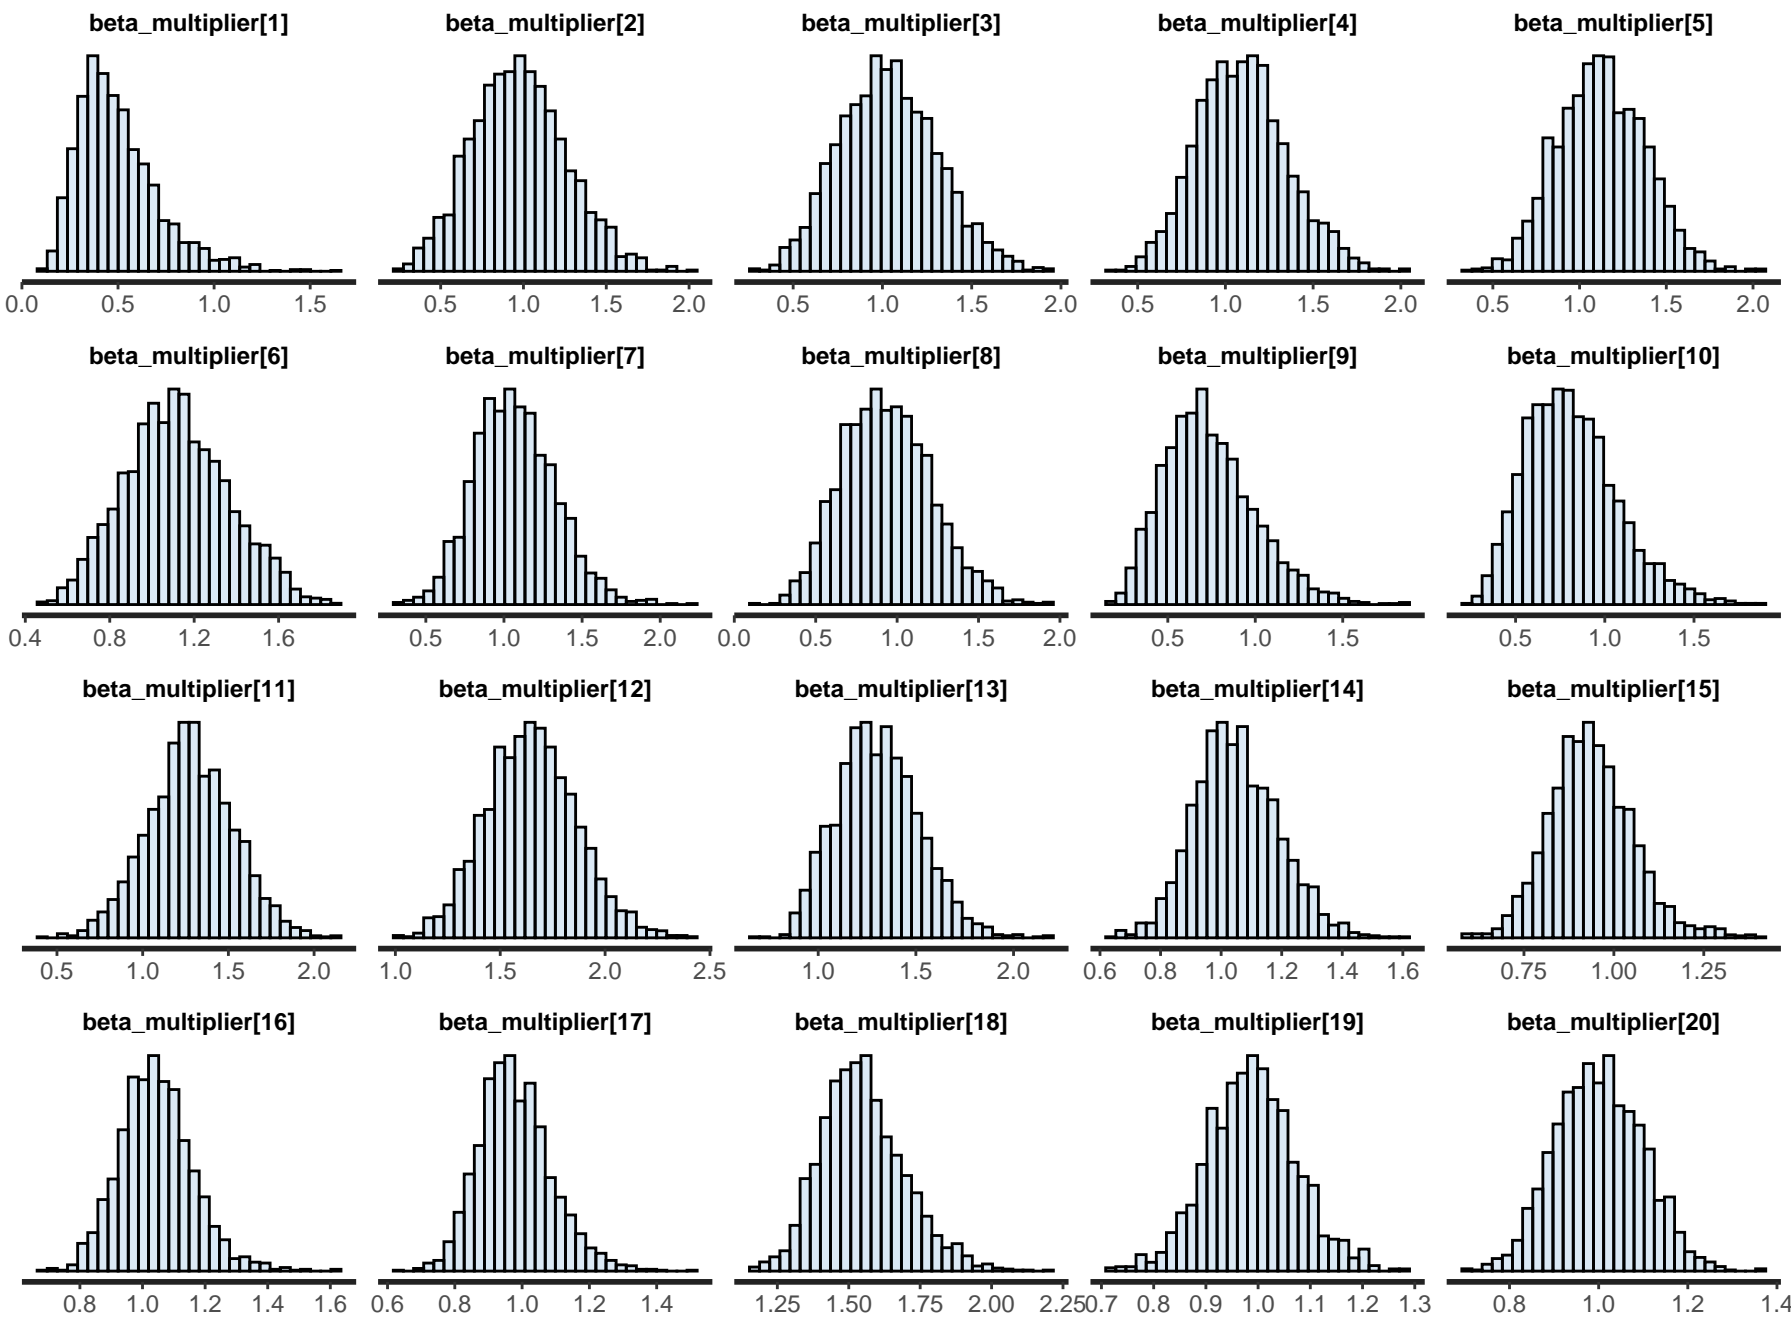 beta_multiplier[1] beta_multiplier[2] beta_multiplier[3] beta_multiplier[4] beta_multiplier[5]
0.0 0.5 1.0 1.5 0.5 1.0 1.5 2.0 0.5 1.0 1.5 2.0 0.5 1.0 1.5 2.0 0.5 1.0 1.5 2.0
beta_multiplier[6] beta_multiplier[7] beta_multiplier[8] beta_multiplier[9] beta_multiplier[10]
0.4 0.8 1.2 1.6 0.5 1.0 1.5 2.0 0.0 0.5 1.0 1.5 2.0 0.5 1.0 1.5 0.5 1.0 1.5
beta_multiplier[11] beta_multiplier[12] beta_multiplier[13] beta_multiplier[14] beta_multiplier[15]
0.5 1.0 1.5 2.0 1.0 1.5 2.0 2.5 1.0 1.5 2.0 0.6 0.8 1.0 1.2 1.4 1.6 0.75 1.00 1.25
beta_multiplier[16] beta_multiplier[17] beta_multiplier[18] beta_multiplier[19] beta_multiplier[20]
0.8 1.0 1.2 1.4 1.6 0.6 0.8 1.0 1.2 1.4 1.25 1.50 1.75 2.00 2.25 0.7 0.8 0.9 1.0 1.1 1.2 1.3 0.8 1.0 1.2 1.4